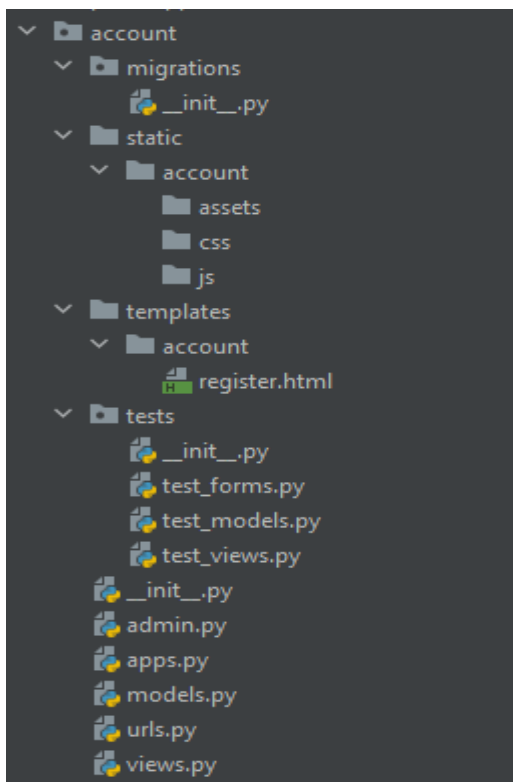 account
migrations
__init__.py
static
account
assets
css
js
templates
account
register.html
tests
__init__.py
test_forms.py
test_models.py
test_views.py
__init__.py
admin.py
apps.py
models.py
urls.py
views.py